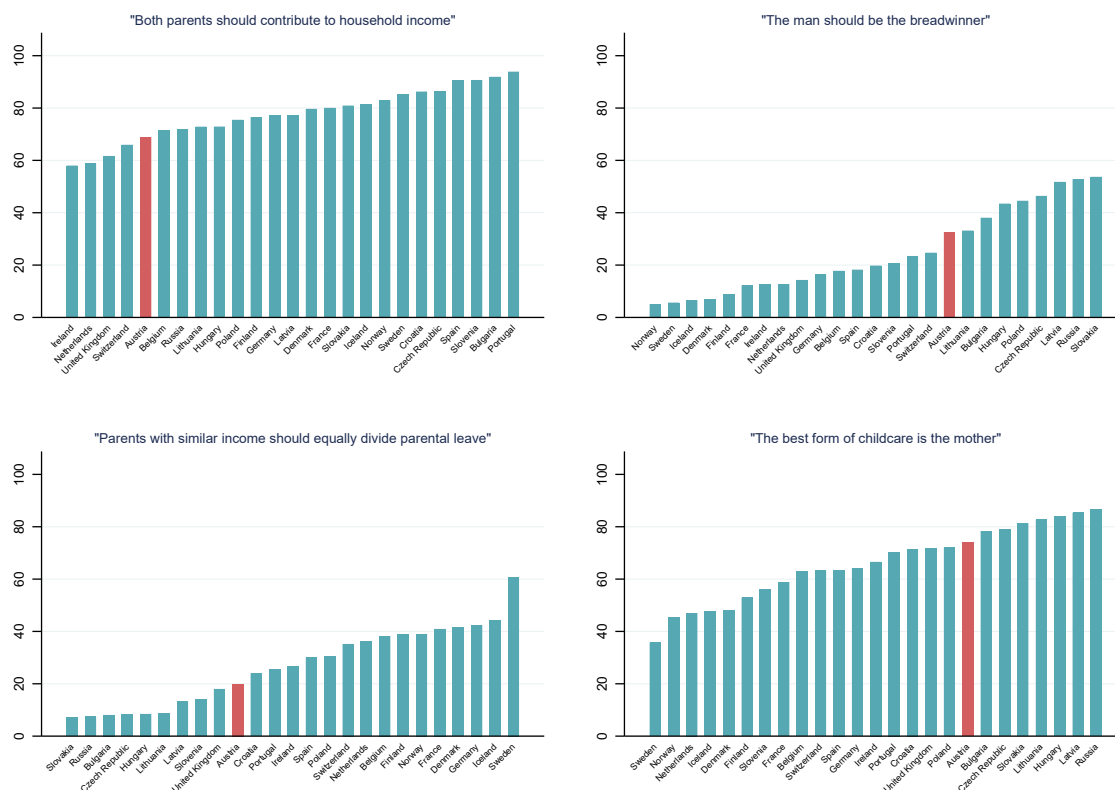 "Both parents should contribute to household income"
100
80
60
40
20
0
Ireland
Netherlands
United Kingdom
Switzerland
Austria
Belgium
Russia
Lithuania
Hungary
Poland
Finland
Germany
Latvia
Denmark
France
Slovakia
Iceland
Norway
Sweden
Croatia
Czech Republic
Spain
Slovenia
Bulgaria
Portugal
"The man should be the breadwinner"
100
80
60
40
20
0
Norway
Sweden
Iceland
Denmark
Finland
France
Ireland
Netherlands
United Kingdom
Germany
Belgium
Spain
Croatia
Slovenia
Portugal
Switzerland
Austria
Lithuania
Bulgaria
Hungary
Poland
Czech Republic
Latvia
Russia
Slovakia
"Parents with similar income should equally divide parental leave"
100
80
60
40
20
0
Slovakia
Russia
Bulgaria
Czech Republic
Hungary
Lithuania
Latvia
Slovenia
United Kingdom
Austria
Croatia
Portugal
Ireland
Spain
Poland
Switzerland
Netherlands
Belgium
Finland
Norway
France
Denmark
Germany
Iceland
Sweden
"The best form of childcare is the mother"
100
80
60
40
20
0
Sweden
Norway
Netherlands
Iceland
Denmark
Finland
Slovenia
France
Belgium
Switzerland
Spain
Germany
Ireland
Portugal
Croatia
United Kingdom
Poland
Austria
Bulgaria
Czech Republic
Slovakia
Lithuania
Hungary
Latvia
Russia